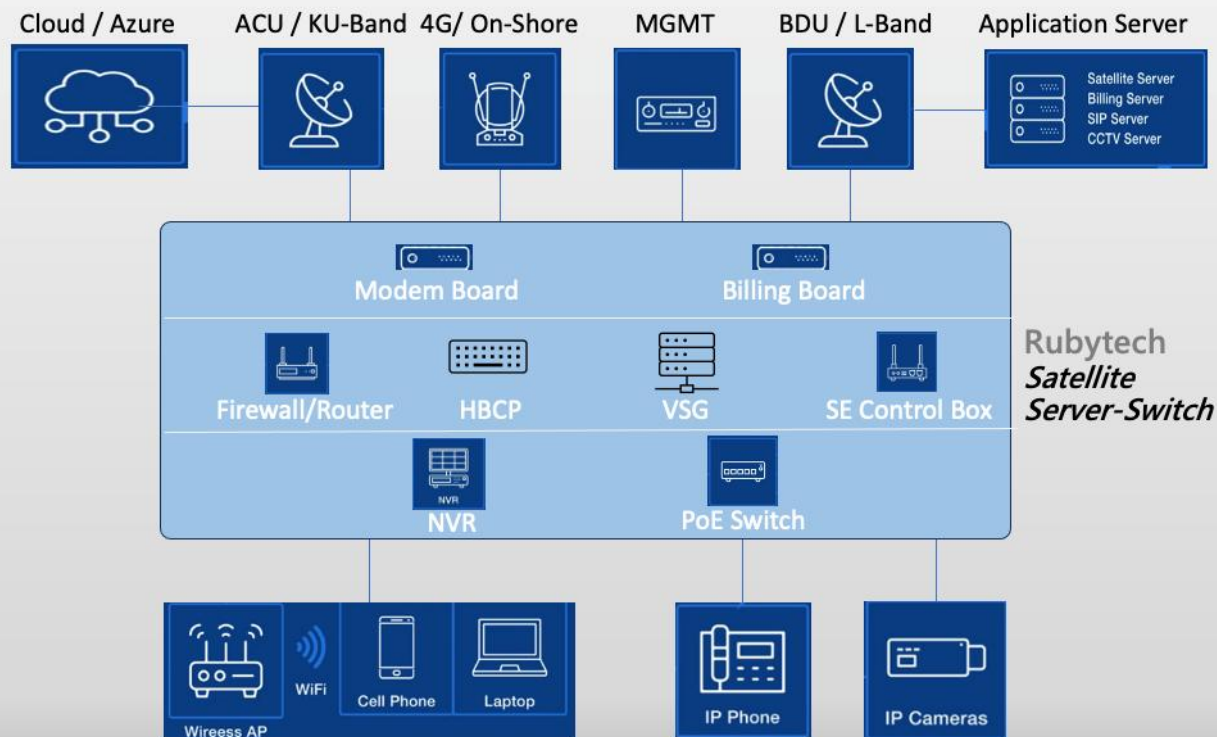 Cloud / Azure
ACU / KU-Band
4G/ On-Shore
MGMT
BDU / L-Band
Application Server
Satellite Server
Billing Server
SIP Server
CCTV Server
Modem Board
Billing Board
Firewall/Router
HBCP
VSG
SE Control Box
Rubytech
Satellite
Server-Switch
NVR
NVR
PoE Switch
WiFi
Cell Phone
Laptop
Wireess AP
IP Phone
IP Cameras